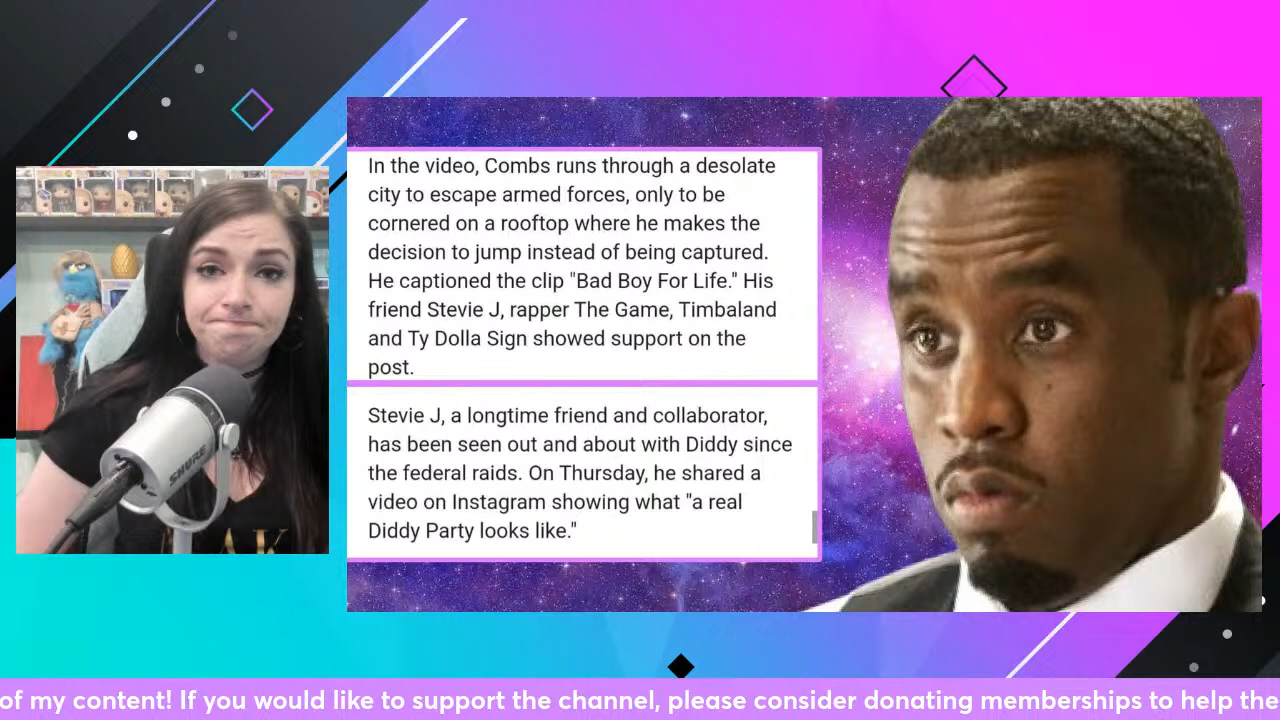 In the video, Combs runs through a desolate
city to escape armed forces, only to be
cornered on a rooftop where he makes the
decision to jump instead of being captured.
He captioned the clip "Bad Boy For Life." His
friend Stevie J, rapper The Game, Timbaland
and Ty Dolla Sign showed support on the
post.
Stevie J, a longtime friend and collaborator,
has been seen out and about with Diddy since
the federal raids. On Thursday, he shared a
video on Instagram showing what "a real
Diddy Party looks like."
SHURE
of my content! If you would like to support the channel, please consider donating memberships to help the